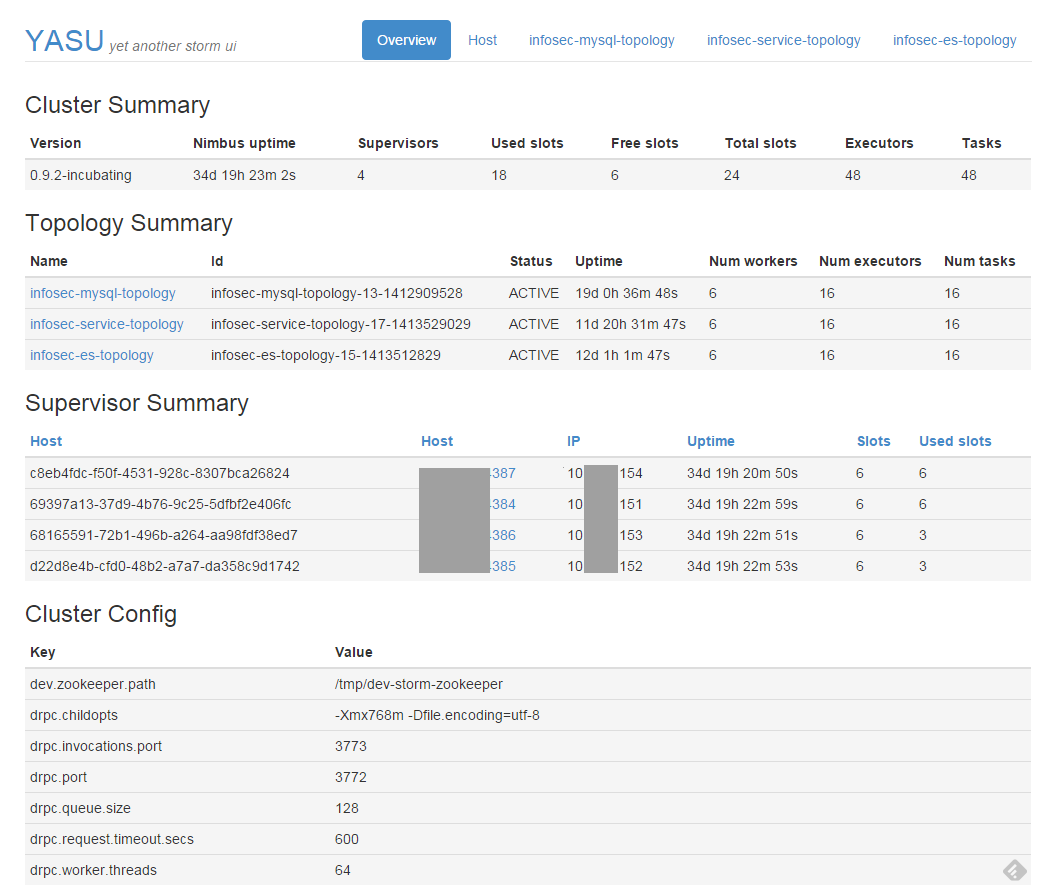 YASU yet another storm ui Overview Host infosec-mysql-topology infosec-service-topology infosec-es-topology
Cluster Summary
Version Nimbus uptime Supervisors Used slots Free slots Total slots Executors Tasks
0.9.2-incubating 34d 19h 23m 2s 4 18 6 24 48 48
Topology Summary
Name Id Status Uptime Num workers Num executors Num tasks
infosec-mysql-topology infosec-mysql-topology-13-1412909528 ACTIVE 19d 0h 36m 48s 6 16 16
infosec-service-topology infosec-service-topology-17-1413529029 ACTIVE 11d 20h 31m 47s 6 16 16
infosec-es-topology infosec-es-topology-15-1413512829 ACTIVE 12d 1h 1m 47s 6 16 16
Supervisor Summary
Host Host IP Uptime Slots Used slots
c8eb4fdc-f50f-4531-928c-8307bca26824 387 10 154 34d 19h 20m 50s 6 6
69397a13-37d9-4b76-9c25-5dfbf2e406fc 384 10 151 34d 19h 22m 59s 6 6
68165591-72b1-496b-a264-aa98fdf38ed7 386 10 153 34d 19h 22m 51s 6 3
d22d8e4b-cfd0-48b2-a7a7-da358c9d1742 385 10 152 34d 19h 22m 53s 6 3
Cluster Config
Key Value
dev.zookeeper.path /tmp/dev-storm-zookeeper
drpc.childopts -Xmx768m -Dfile.encoding=utf-8
drpc.invocations.port 3773
drpc.port 3772
drpc.queue.size 128
drpc.request.timeout.secs 600
drpc.worker.threads 64